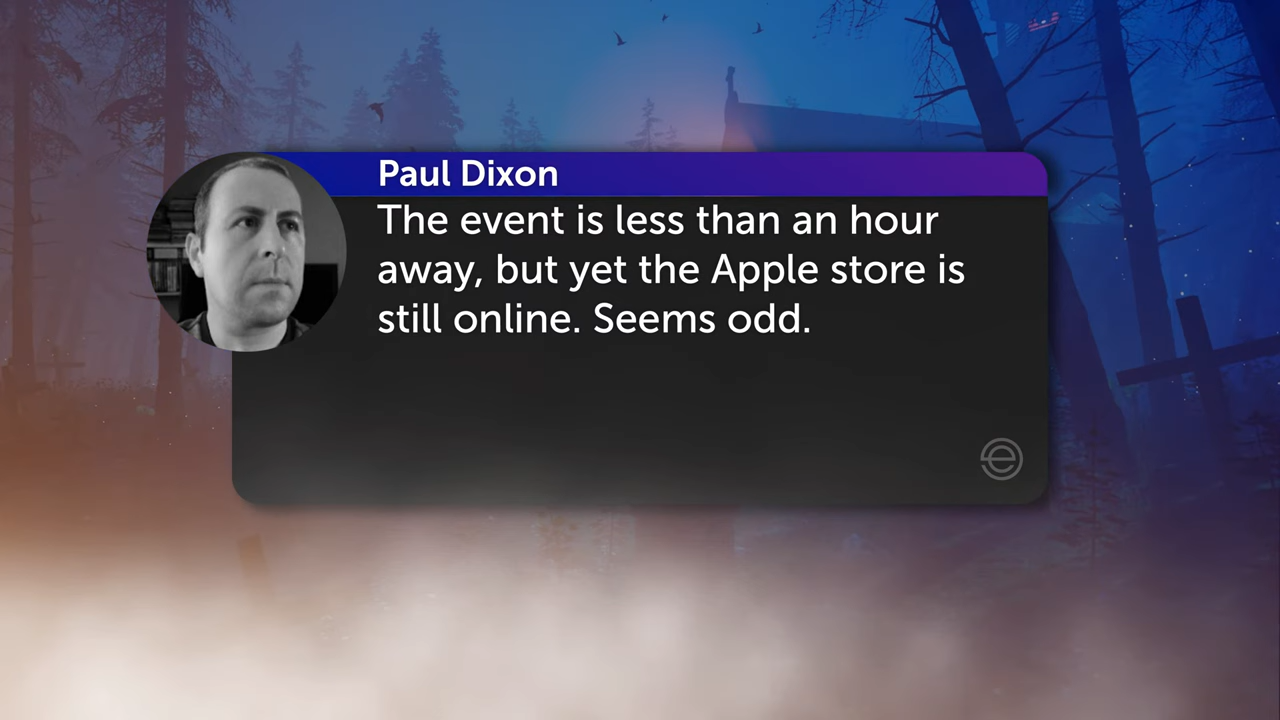 Paul Dixon
The event is less than an hour
away, but yet the Apple store is
still online. Seems odd.